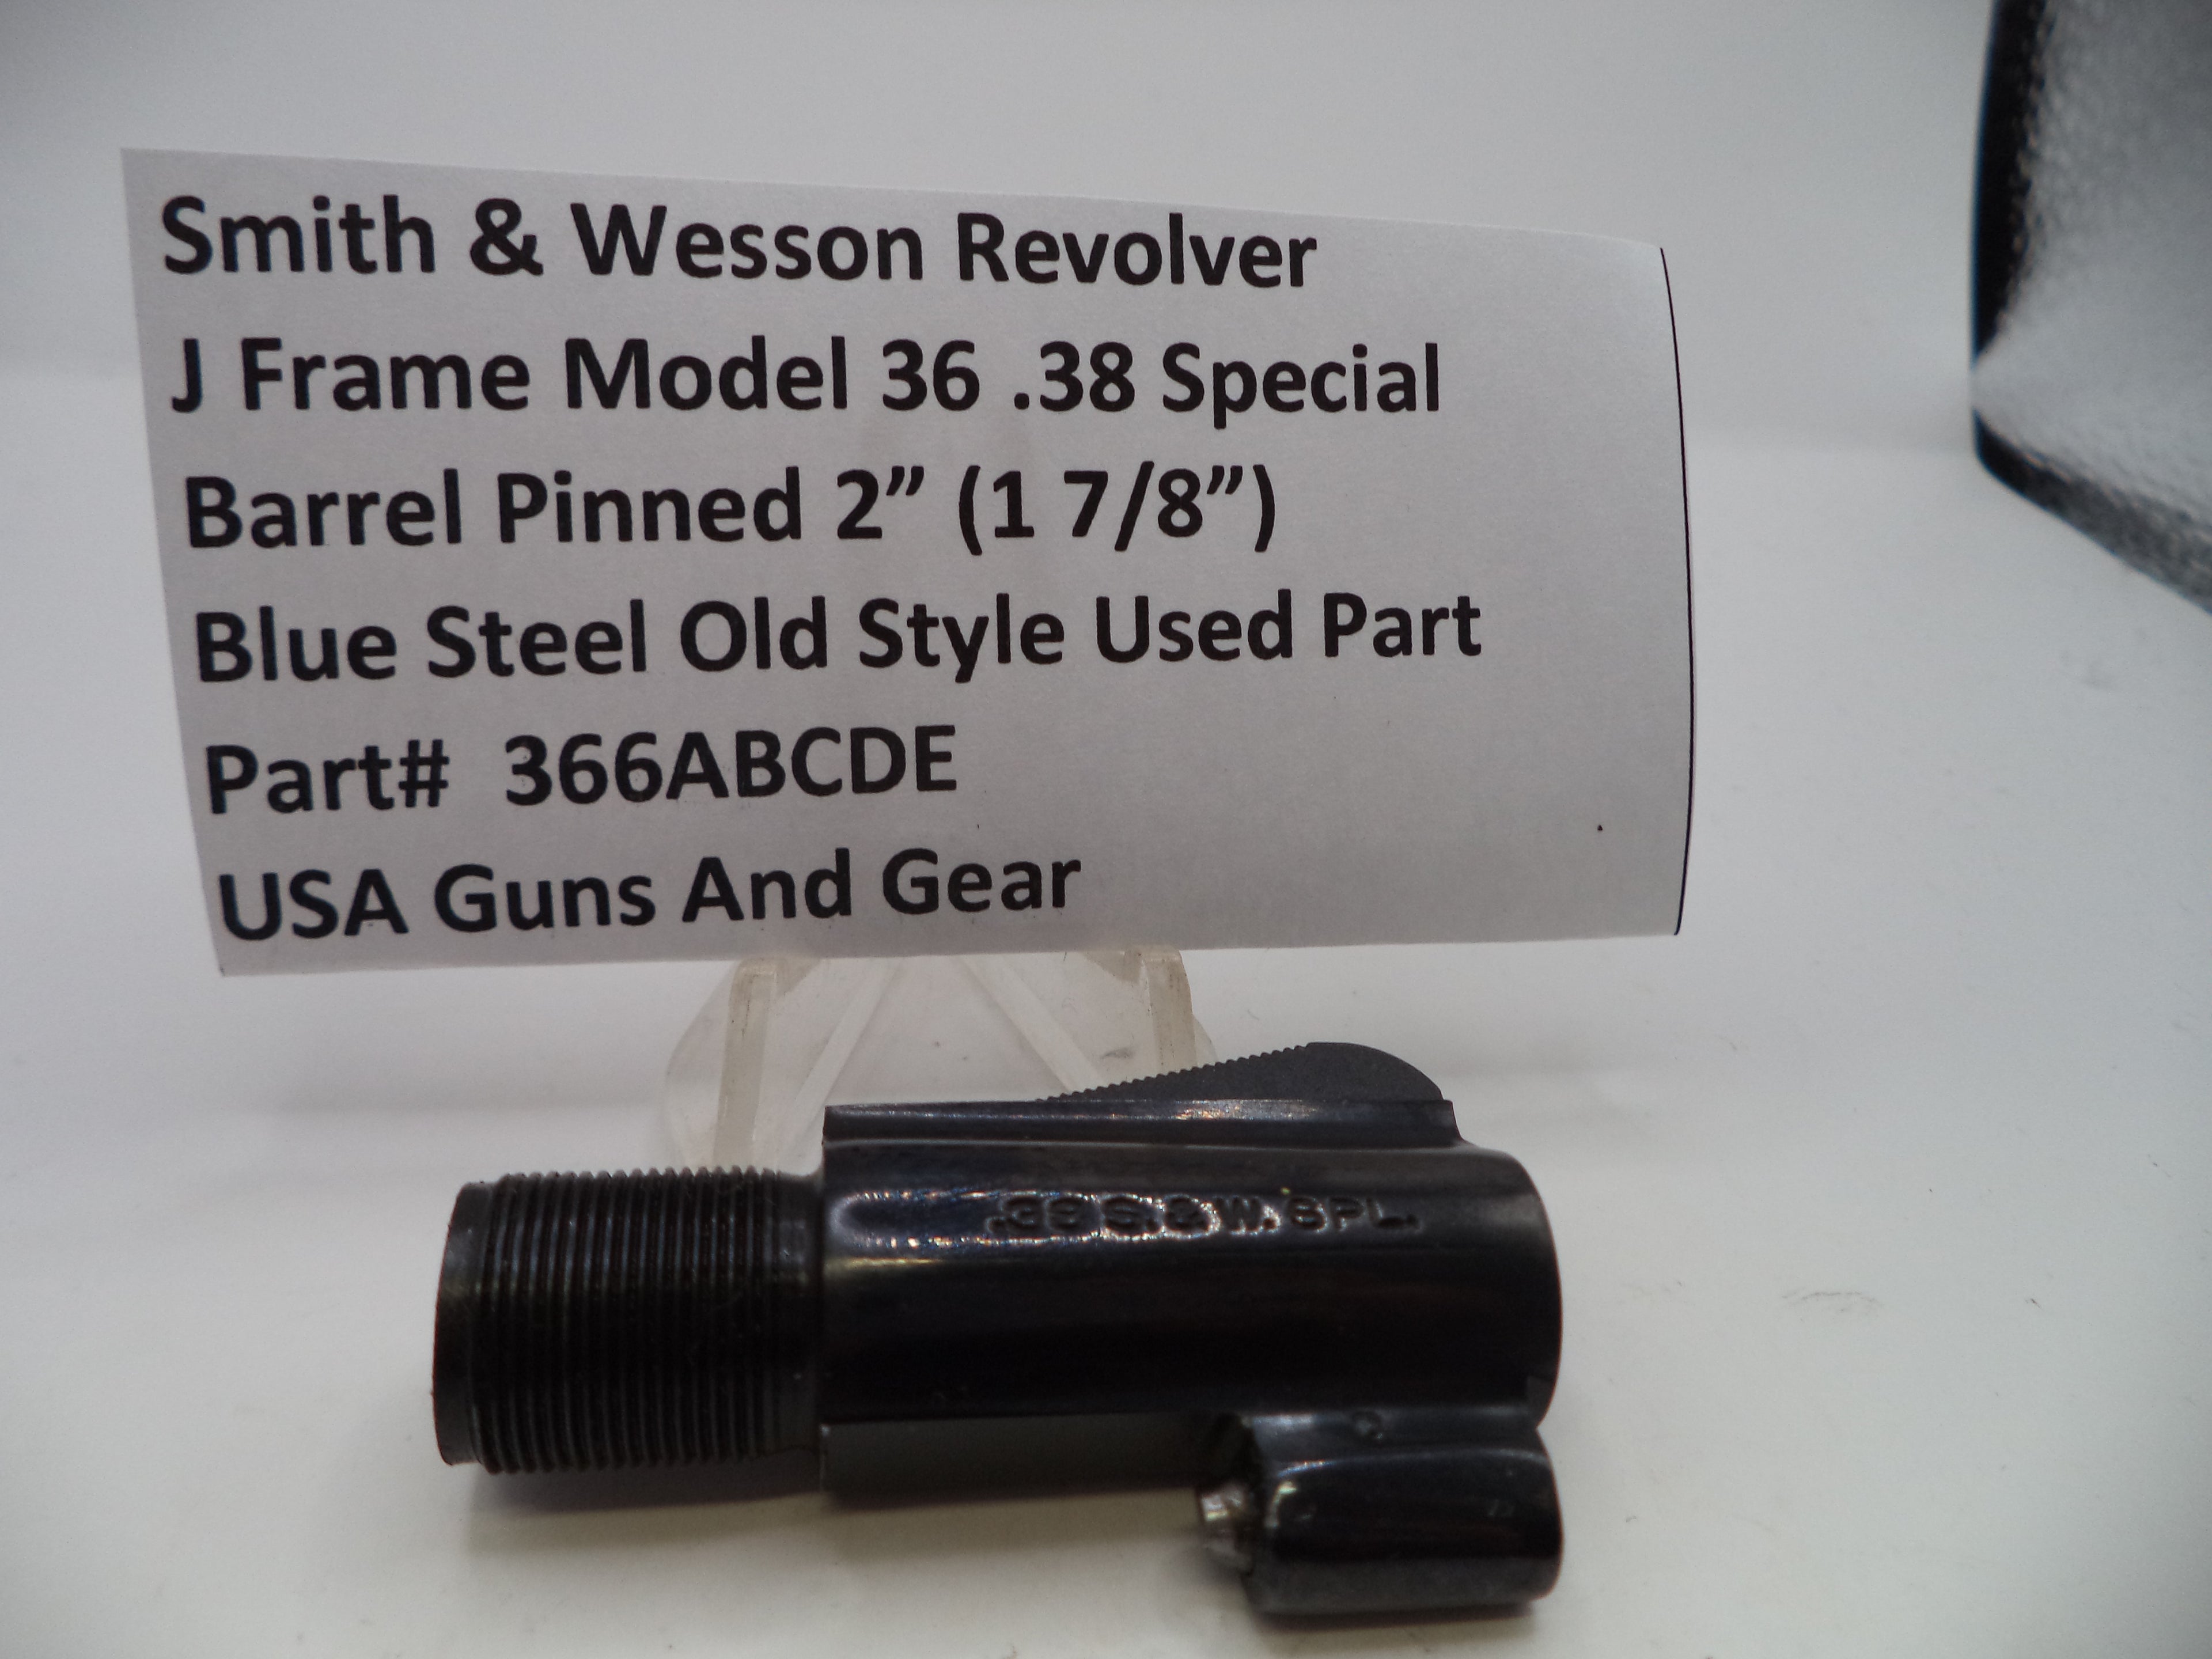 Smith & Wesson Revolver
J Frame Model 36 .38 Special
Barrel Pinned 2” (1 7/8”)
Blue Steel Old Style Used Part
Part#  366ABCDE
USA Guns And Gear
.38 S.&W. SPL.